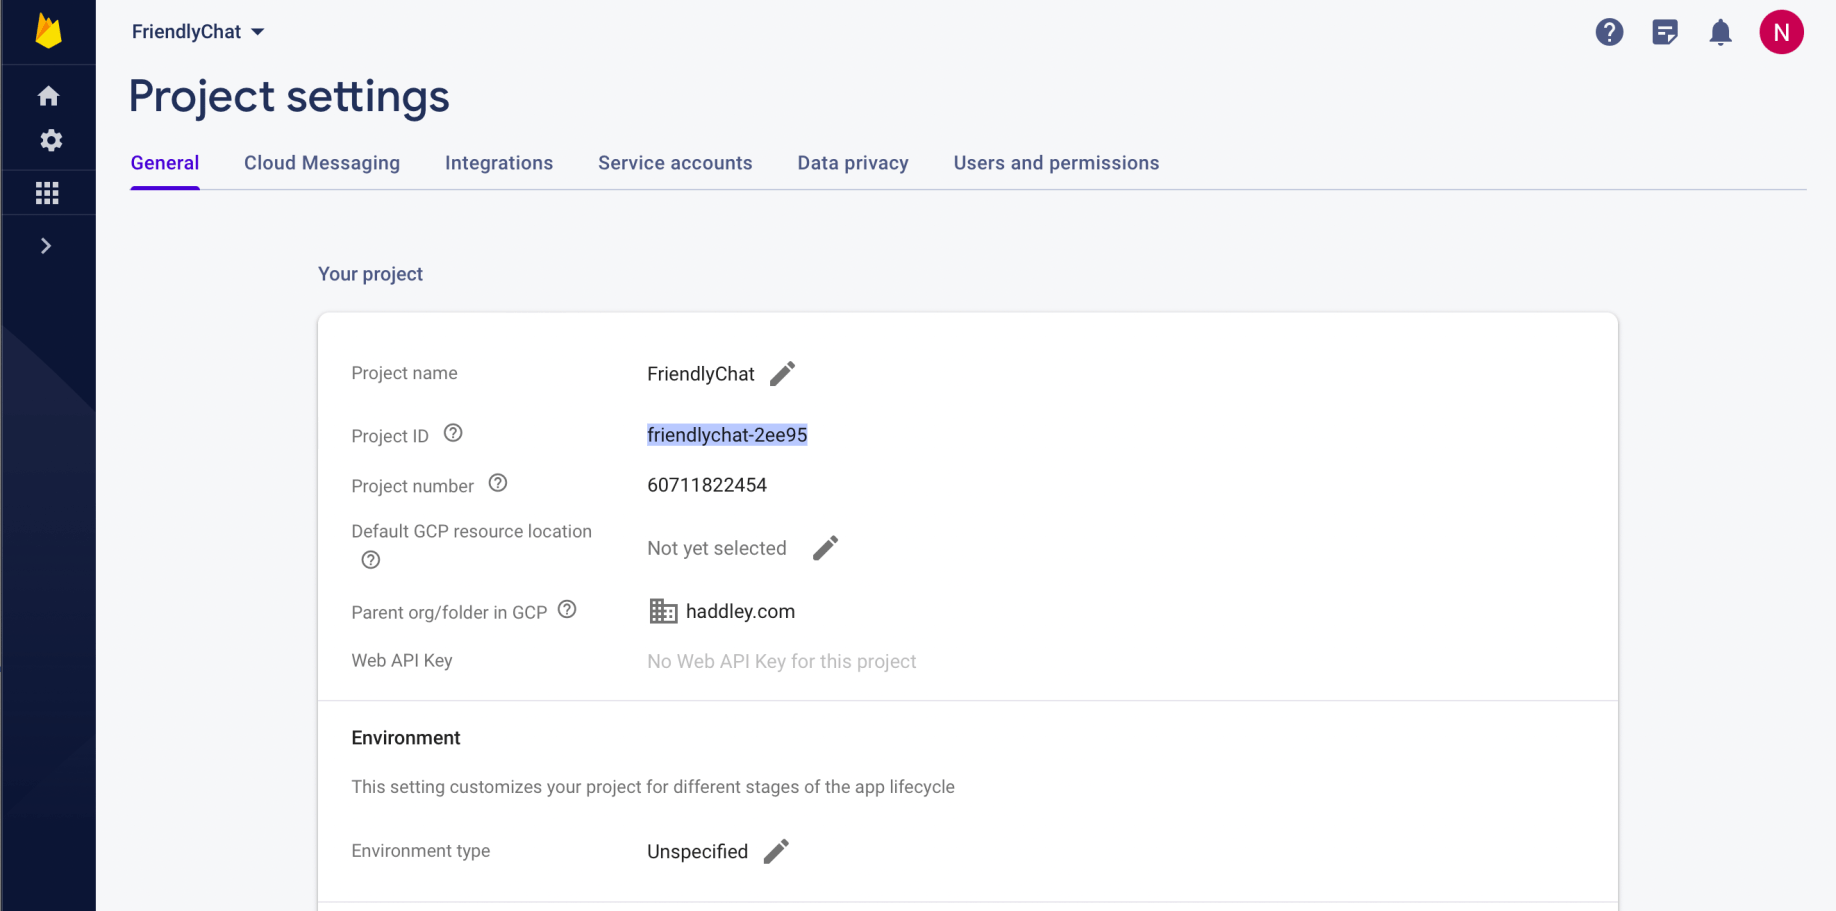 FriendlyChat
N
Project settings
General Cloud Messaging Integrations Service accounts Data privacy Users and permissions
Your project
Project name FriendlyChat
Project ID friendlychat-2ee95
Project number 60711822454
Default GCP resource location Not yet selected
Parent org/folder in GCP haddley.com
Web API Key No Web API Key for this project
Environment
This setting customizes your project for different stages of the app lifecycle
Environment type Unspecified